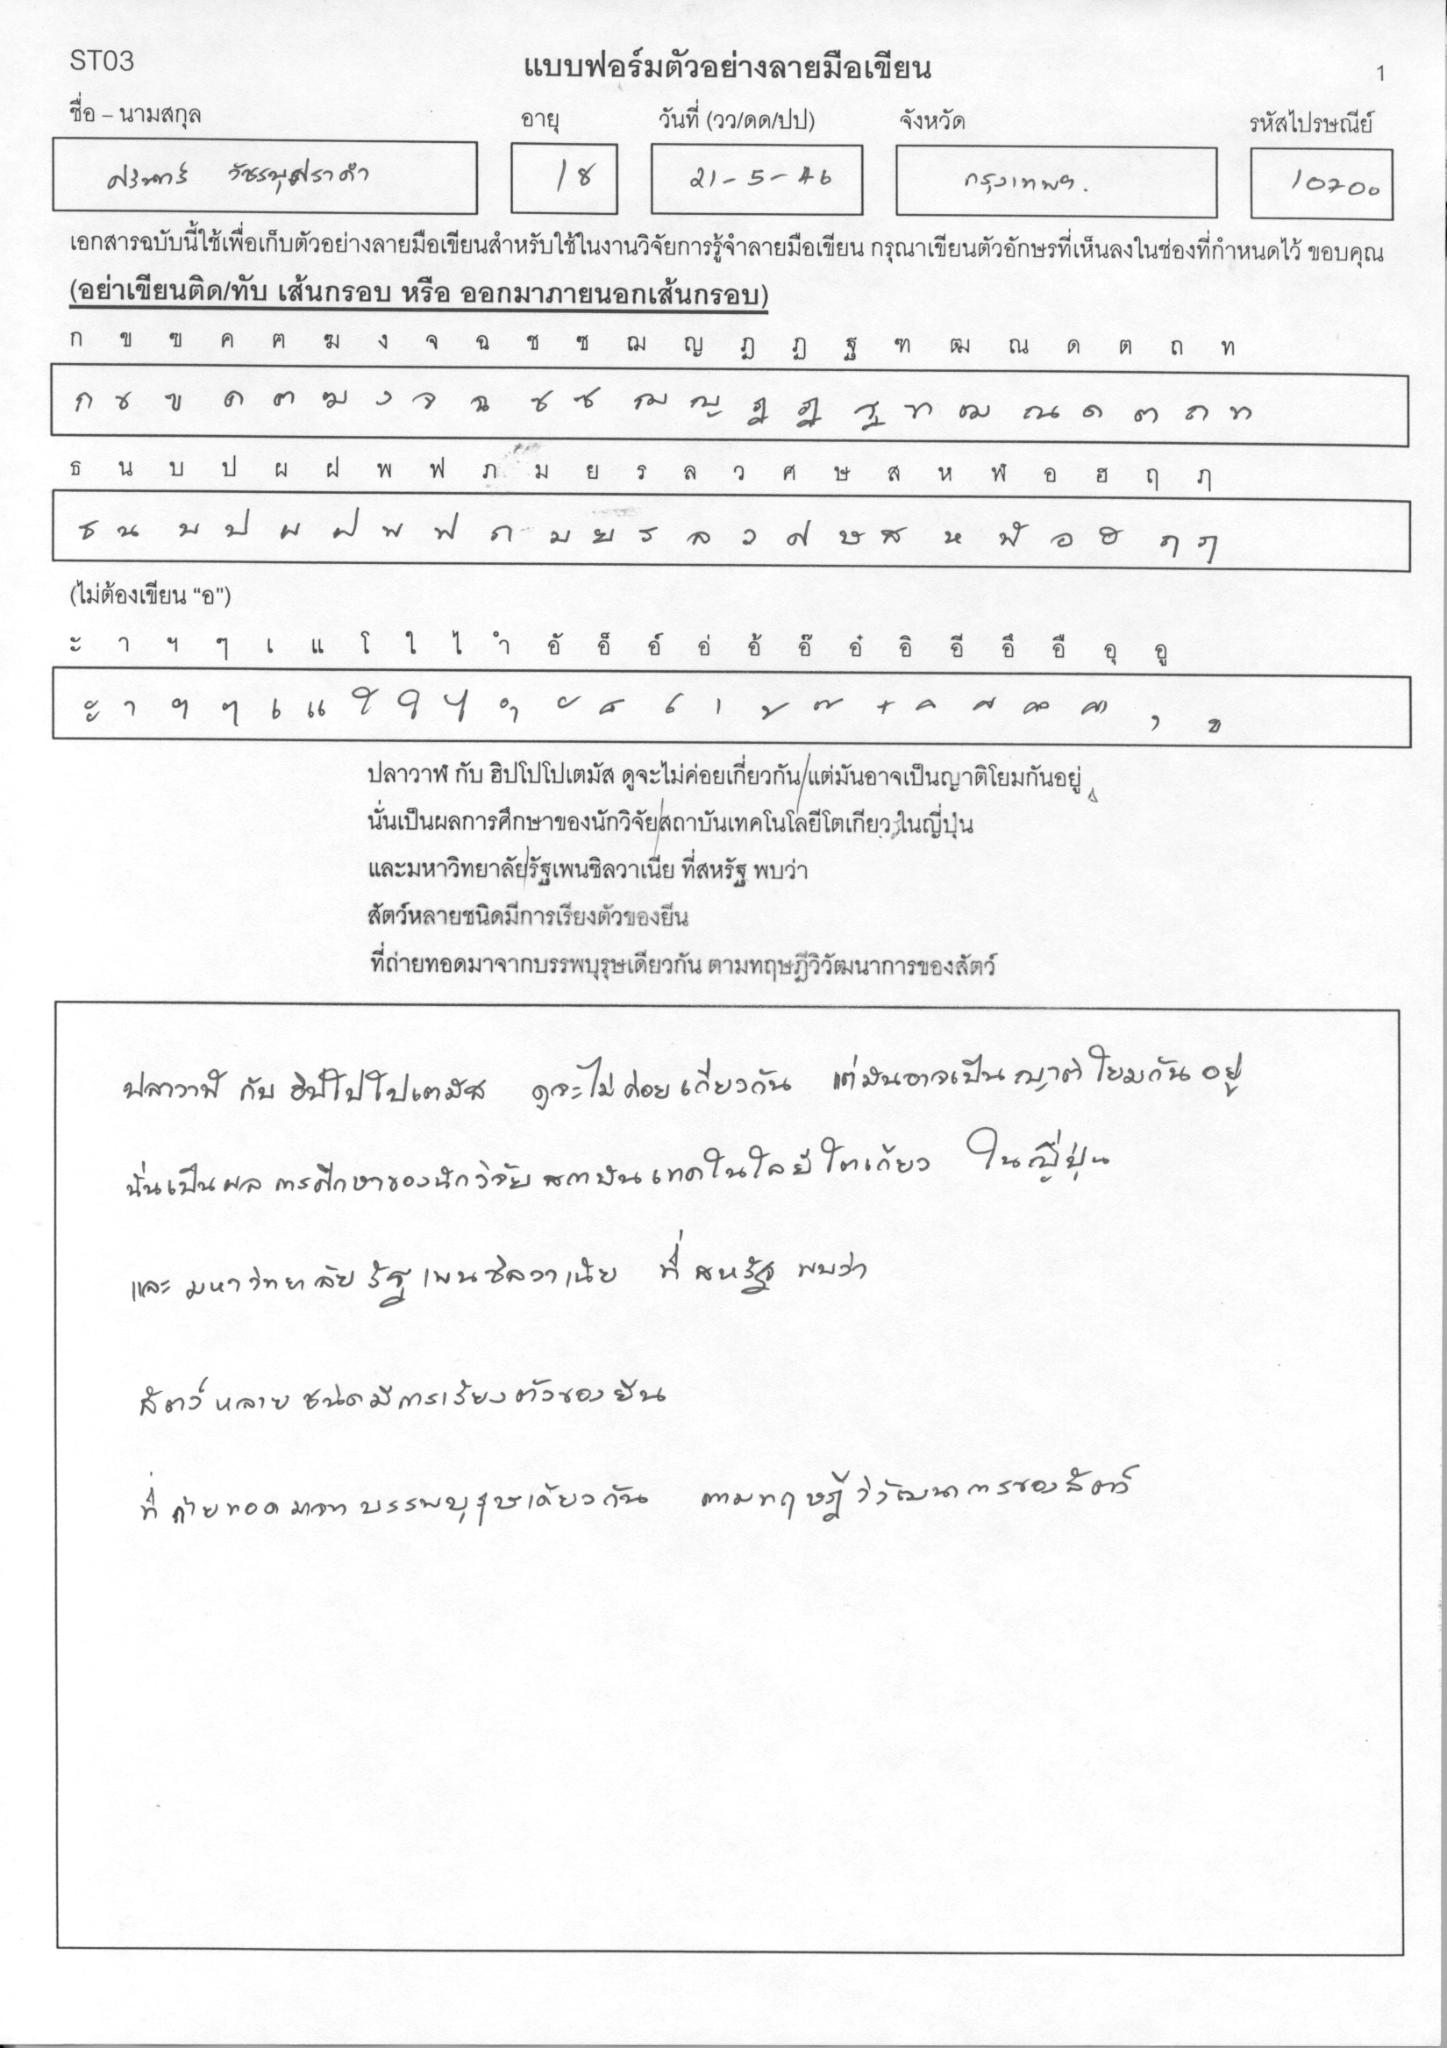 ST03
แบบฟอร์มตัวอย่างลายมือเขียน
1
ชื่อ – นามสกุล อายุ วันที่ (วว/ดด/ปป) จังหวัด รหัสไปรษณีย์
18 21-5-46 กรุงเทพฯ. 10700
เอกสารฉบับนี้ใช้เพื่อเก็บตัวอย่างลายมือเขียนสำหรับใช้ในงานวิจัยการรู้จำลายมือเขียน กรุณาเขียนตัวอักษรที่เห็นลงในช่องที่กำหนดไว้ ขอบคุณ
(อย่าเขียนติด/ทับ เส้นกรอบ หรือ ออกมาภายนอกเส้นกรอบ)
ก ข ฃ ค ฅ ฆ ง จ ฉ ช ซ ฌ ญ ฎ ฏ ฐ ฑ ฒ ณ ด ต ถ ท
ก ข ฃ ค ฅ ฆ ง จ ฉ ช ซ ฌ ญ ฎ ฏ ฐ ฑ ฒ ณ ด ต ถ ท
ธ น บ ป ผ ฝ พ ฟ ภ ม ย ร ล ว ศ ษ ส ห ฬ อ ฮ ฤ ฦ
ธ น บ ป ผ ฝ พ ฟ ภ ม ย ร ล ว ศ ษ ส ห ฬ อ ฮ ฤ ฦ
(ไม่ต้องเขียน “อ”)
ะ า ฯ ๆ เ แ โ ใ ไ ำ อั อ็ อ์ อ่ อ้ อ๊ อ๋ อิ อี อึ อื อุ อู
ะ า ฯ ๆ เ แ โ ใ ไ ำ ั ็ ์ ่ ้ ๊ ๋ ิ ี ึ ื ุ ู
ปลาวาฬ กับ ฮิปโปโปเตมัส ดูจะไม่ค่อยเกี่ยวกัน/แต่มันอาจเป็นญาติโยมกันอยู่
นั่นเป็นผลการศึกษาของนักวิจัย/สถาบันเทคโนโลยีโตเกียว ในญี่ปุ่น
และมหาวิทยาลัย/รัฐเพนซิลวาเนีย ที่สหรัฐ พบว่า
สัตว์หลายชนิดมีการเรียงตัวของยีน
ที่ถ่ายทอดมาจากบรรพบุรุษเดียวกัน ตามทฤษฎีวิวัฒนาการของสัตว์
ปลาวาฬ กับ ฮิปโปโปเตมัส ดูจะไม่ค่อยเกี่ยวกัน แต่มันอาจเป็นญาติโยมกันอยู่
นั่นเป็นผลการศึกษาของนักวิจัยสถาบันเทคโนโลยีโตเกียว ในญี่ปุ่น
และมหาวิทยาลัยรัฐเพนซิลวาเนีย ที่สหรัฐ พบว่า
สัตว์หลายชนิดมีการเรียงตัวของยีน
ที่ถ่ายทอดมาจากบรรพบุรุษเดียวกัน ตามทฤษฎีวิวัฒนาการของสัตว์